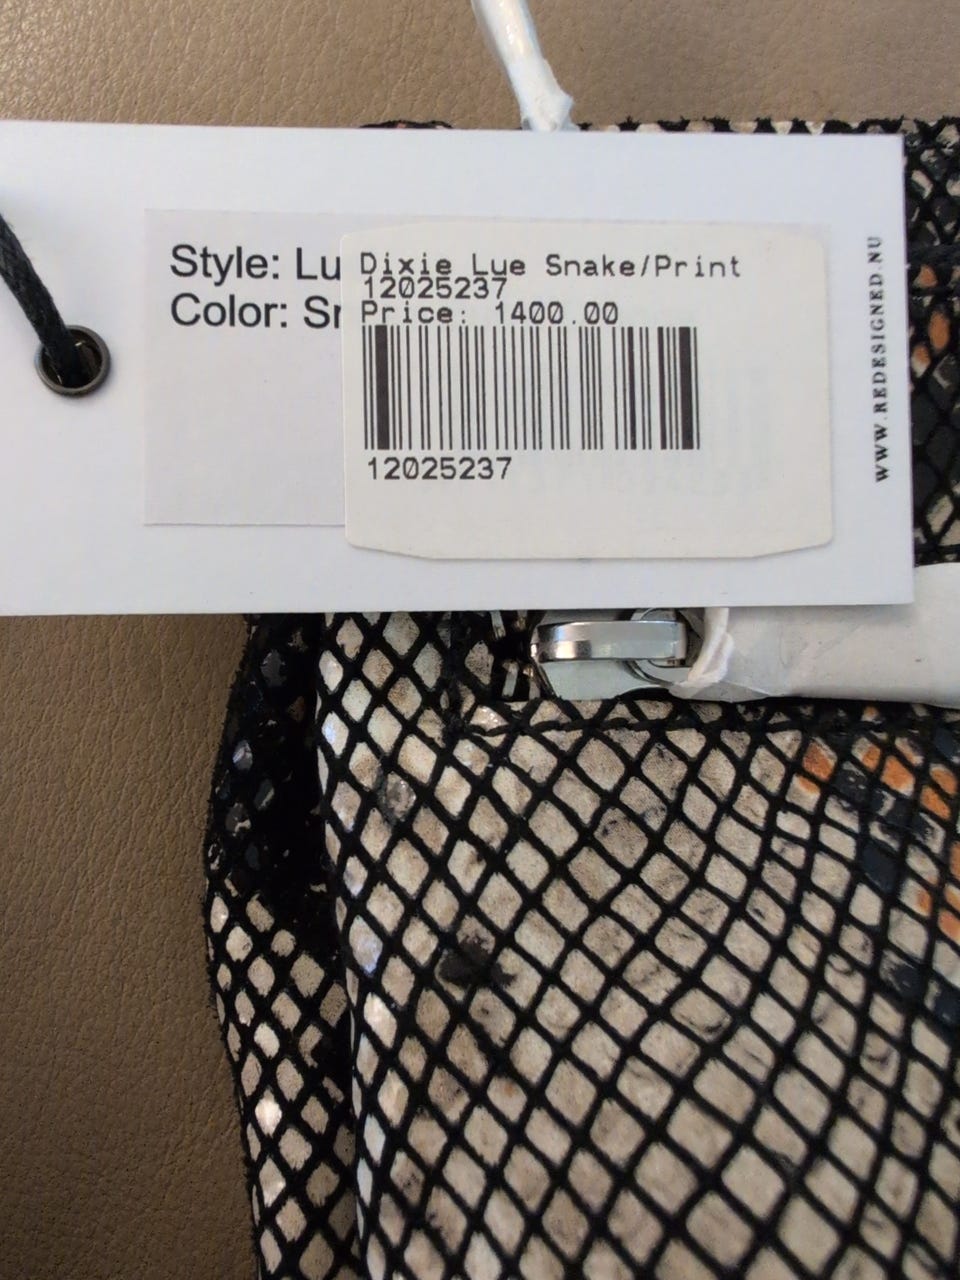 Style: Lu
Color: Sn
Dixie Lue Snake/Print
12025237
Price: 1400.00
12025237
WWW.REDESIGNED.NU